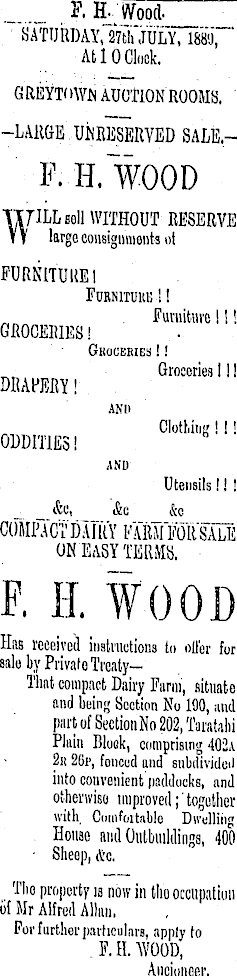 F. H. Wood.
SATURDAY, 27th JULY, 1889,
At 1 O Clock.
GREYTOWN AUCTION ROOMS.
—LARGE UNRESERVED SALE.—
F. H. WOOD
WILL sell WITHOUT RESERVE
large consignments of
FURNITURE!
FURNITURE !!
Furniture !!!
GROCERIES!
GROCERIES !!
Groceries !!!
DRAPERY!
AND
Clothing !!!
ODDITIES!
AND
Utensils !!!
&c, &c &c
COMPACT DAIRY FARM FOR SALE
ON EASY TERMS.
F. H. WOOD
Has received instructions to offer for
sale by Private Treaty—
That compact Dairy Farm, situate
and being Section No 190, and
part of Section No 202, Taratahi
Plain Block, comprising 402A
2R 26P, fenced and subdivided
into convenient paddocks, and
otherwise improved; together
with Comfortable Dwelling
House and Outbuildings, 400
Sheep, &c.
The property is now in the occupation
of Mr Alfred Allan.
For further particulars, apply to
F. H. WOOD,
Auctioneer.